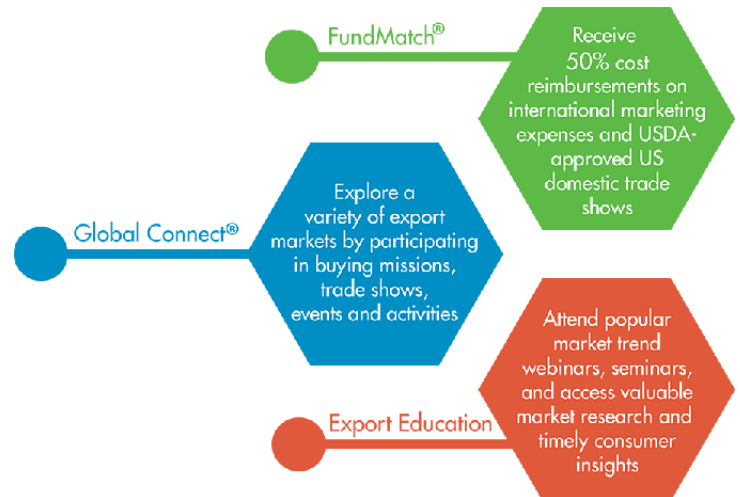 FundMatch®
Receive
50% cost
reimbursements on
international marketing
expenses and USDA-
approved US
domestic trade
shows
Global Connect®
Explore a
variety of export
markets by participating
in buying missions,
trade shows,
events and activities
Export Education
Attend popular
market trend
webinars, seminars,
and access valuable
market research and
timely consumer
insights